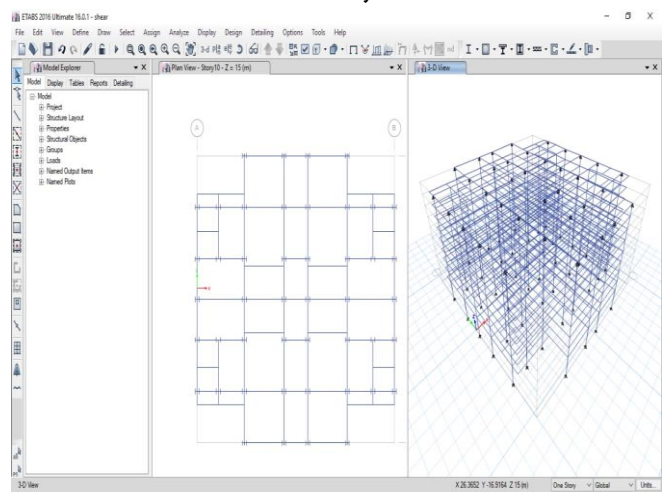 ETABS 2016 Ultimate 16.0.1 - shear
File Edit View Define Draw Select Assign Analyze Display Design Detailing Options Tools Help
Model Explorer
Model Display Tables Reports Detailing
Model
Project
Structure Layout
Properties
Structural Objects
Groups
Loads
Named Output Items
Named Plots
Plan View - Story10 - Z = 15 (m)
A B
3-D View
3-D View X 26.3652 Y -16.9164 Z 15 (m) One Story Global Units...